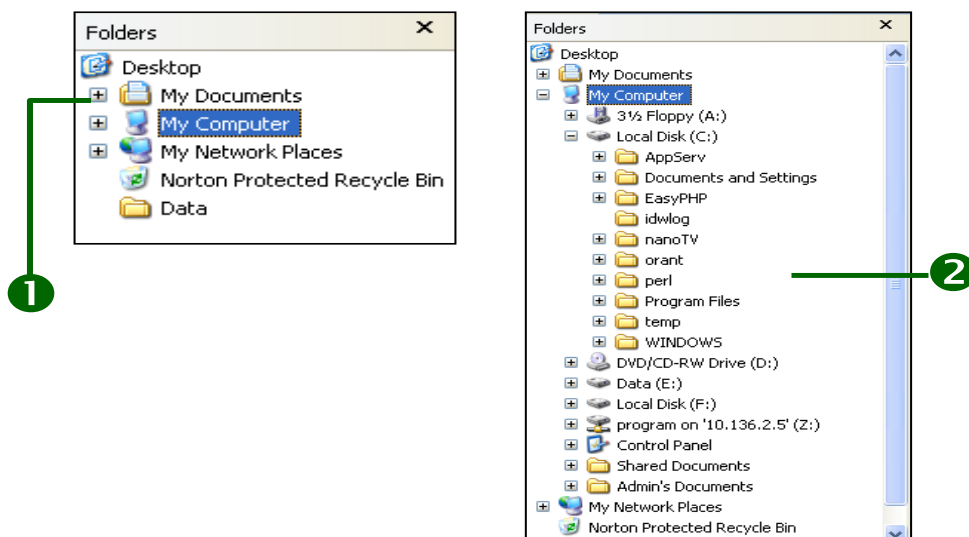 Folders
Desktop
My Documents
My Computer
My Network Places
Norton Protected Recycle Bin
Data
1
Folders
Desktop
My Documents
My Computer
3½ Floppy (A:)
Local Disk (C:)
AppServ
Documents and Settings
EasyPHP
idwlog
nanoTV
orant
perl
Program Files
temp
WINDOWS
DVD/CD-RW Drive (D:)
Data (E:)
Local Disk (F:)
program on '10.136.2.5' (Z:)
Control Panel
Shared Documents
Admin's Documents
My Network Places
Norton Protected Recycle Bin
2